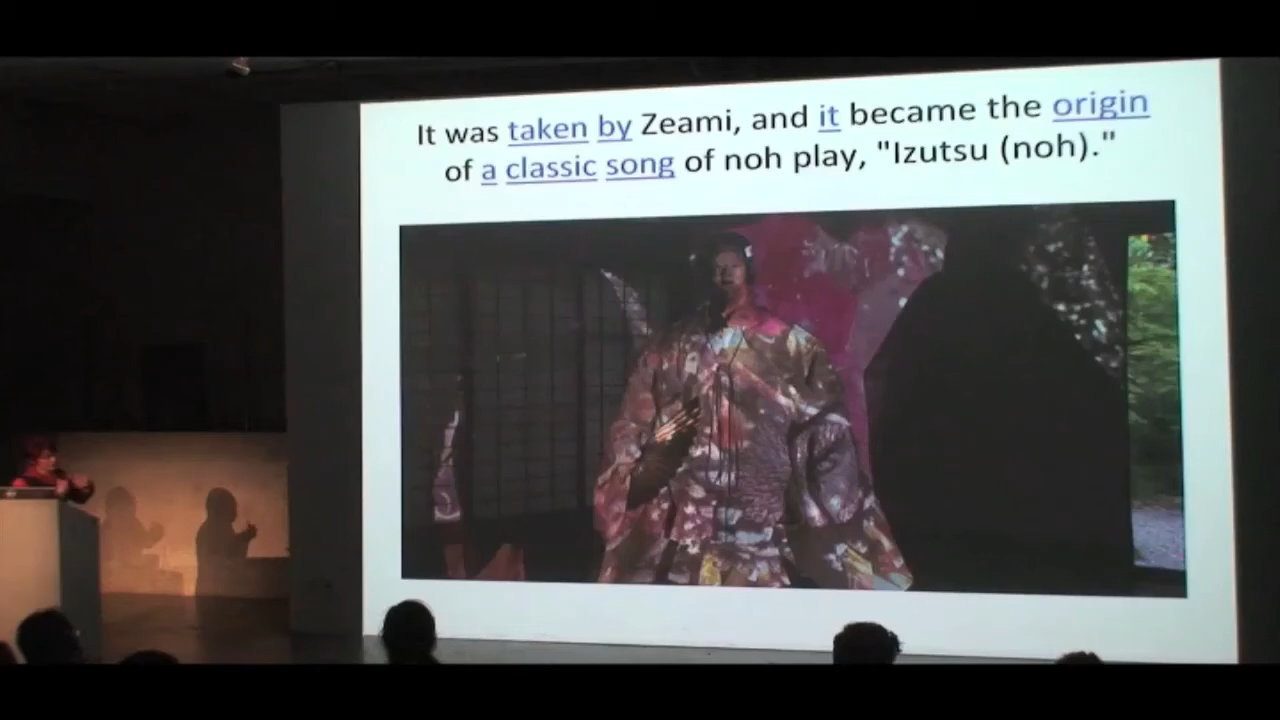 It was taken by Zeami, and it became the origin
of a classic song of noh play, "Izutsu (noh)."